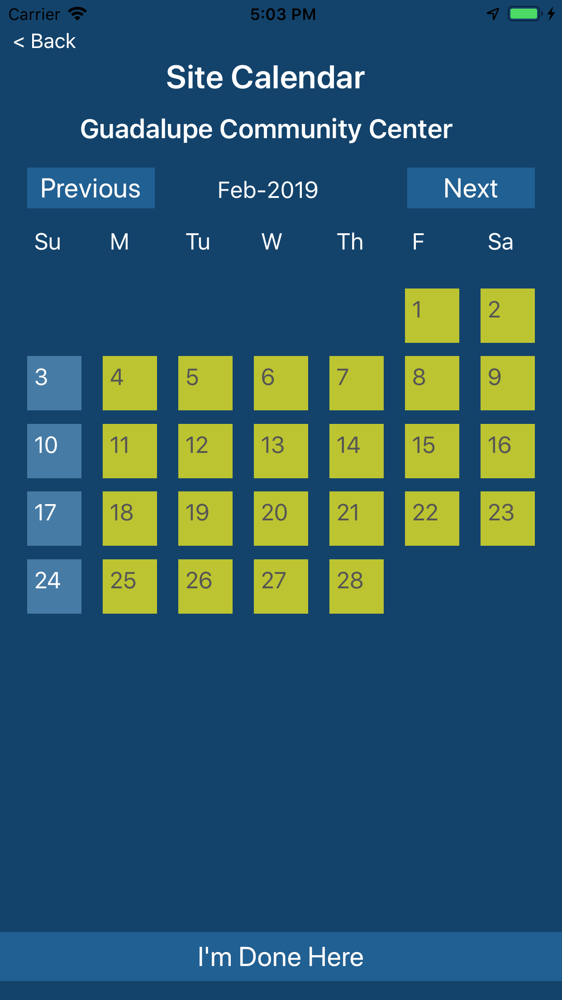 Carrier 5:03 PM
< Back
Site Calendar
Guadalupe Community Center
Previous Feb-2019 Next
Su M Tu W Th F Sa
1 2
3 4 5 6 7 8 9
10 11 12 13 14 15 16
17 18 19 20 21 22 23
24 25 26 27 28
I'm Done Here